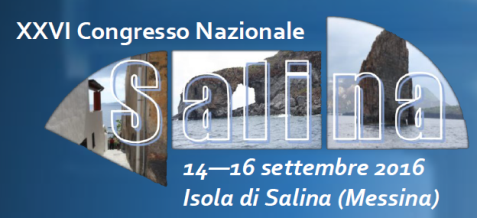 XXVI Congresso Nazionale
Salina
14—16 settembre 2016
Isola di Salina (Messina)